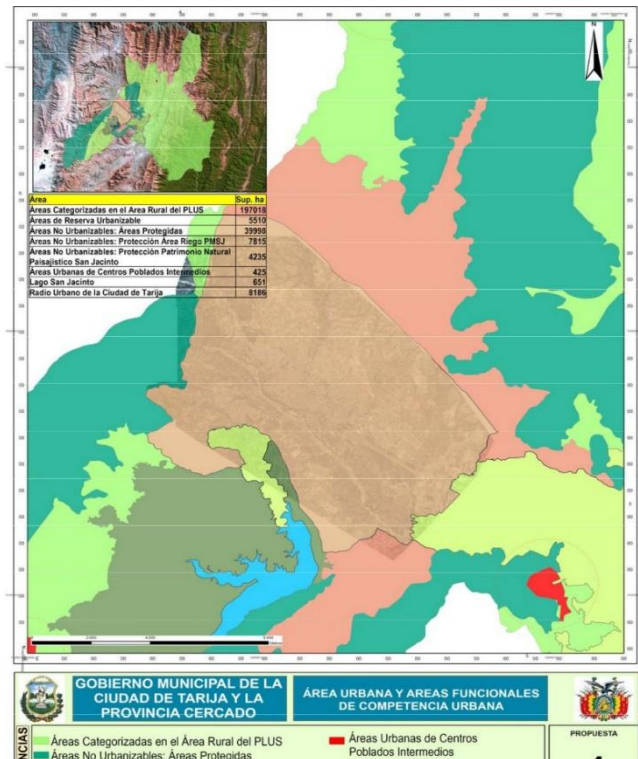 N
Área Sup. ha
Áreas Categorizadas en el Área Rural del PLUS 197018
Áreas de Reserva Urbanizable 5510
Áreas No Urbanizables: Áreas Protegidas 39998
Áreas No Urbanizables: Protección Área Riego PMSJ 7815
Áreas No Urbanizables: Protección Patrimonio Natural
Paisajístico San Jacinto 4235
Áreas Urbanas de Centros Poblados Intermedios 425
Lago San Jacinto 651
Radio Urbano de la Ciudad de Tarija 8186
GOBIERNO MUNICIPAL DE LA
CIUDAD DE TARIJA Y LA
PROVINCIA CERCADO
ÁREA URBANA Y AREAS FUNCIONALES
DE COMPETENCIA URBANA
Áreas Categorizadas en el Área Rural del PLUS
Áreas No Urbanizables: Áreas Protegidas
Áreas Urbanas de Centros
Poblados Intermedios
PROPUESTA